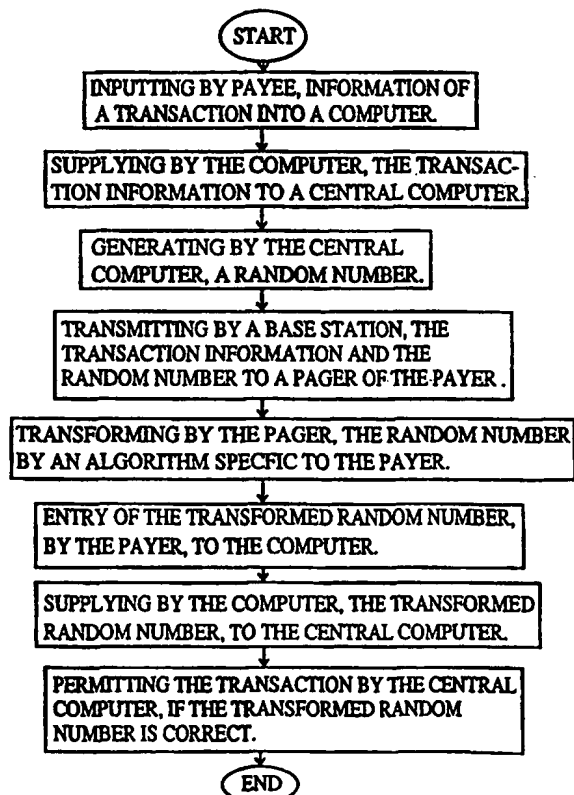 START
INPUTTING BY PAYEE, INFORMATION OF
A TRANSACTION INTO A COMPUTER.
SUPPLYING BY THE COMPUTER, THE TRANSAC-
TION INFORMATION TO A CENTRAL COMPUTER.
GENERATING BY THE CENTRAL
COMPUTER, A RANDOM NUMBER.
TRANSMITTING BY A BASE STATION, THE
TRANSACTION INFORMATION AND THE
RANDOM NUMBER TO A PAGER OF THE PAYER.
TRANSFORMING BY THE PAGER, THE RANDOM NUMBER
BY AN ALGORITHM SPECFIC TO THE PAYER.
ENTRY OF THE TRANSFORMED RANDOM NUMBER,
BY THE PAYER, TO THE COMPUTER.
SUPPLYING BY THE COMPUTER, THE TRANSFORMED
RANDOM NUMBER, TO THE CENTRAL COMPUTER.
PERMITTING THE TRANSACTION BY THE CENTRAL
COMPUTER, IF THE TRANSFORMED RANDOM
NUMBER IS CORRECT.
END